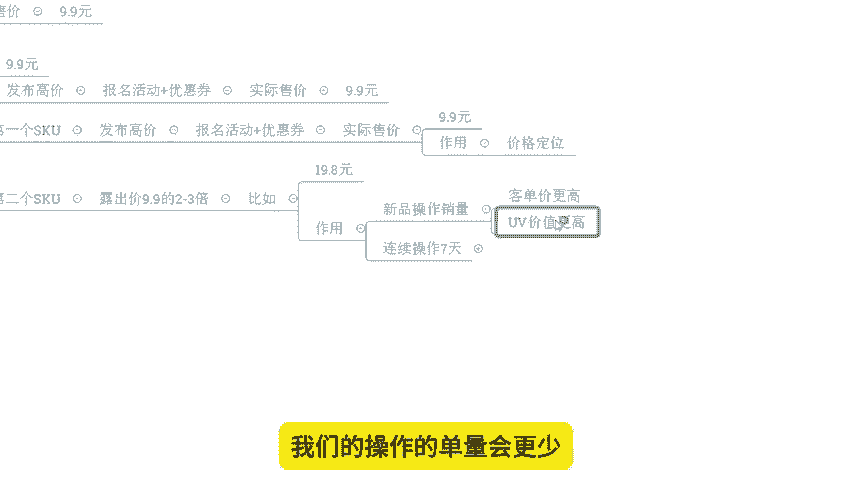 售价 9.9元
9.9元
发布高价 报名活动+优惠券 实际售价 9.9元
第一个SKU 发布高价 报名活动+优惠券 实际售价
9.9元
作用 价格定位
第二个SKU 露出价9.9的2-3倍 比如
19.8元
作用
新品操作销量
客单价更高
UV价值更高
连续操作7天
我们的操作的单量会更少